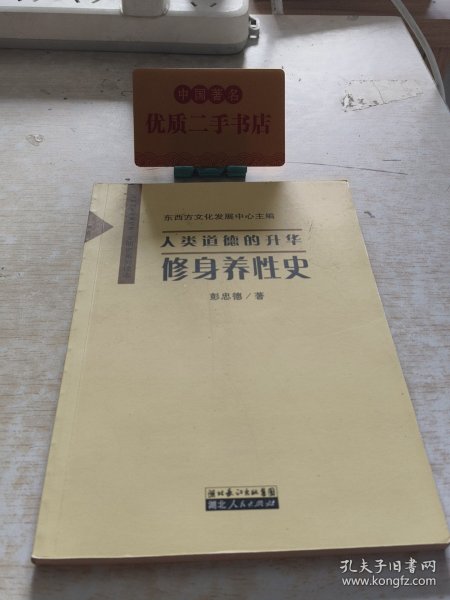 中国著名
优质二手书店
东西方文化发展中心主编
人类道德的升华
修身养性史
彭忠德/著
湖北长江出版集团
湖北人民出版社
孔夫子旧书网
www.kongfz.com